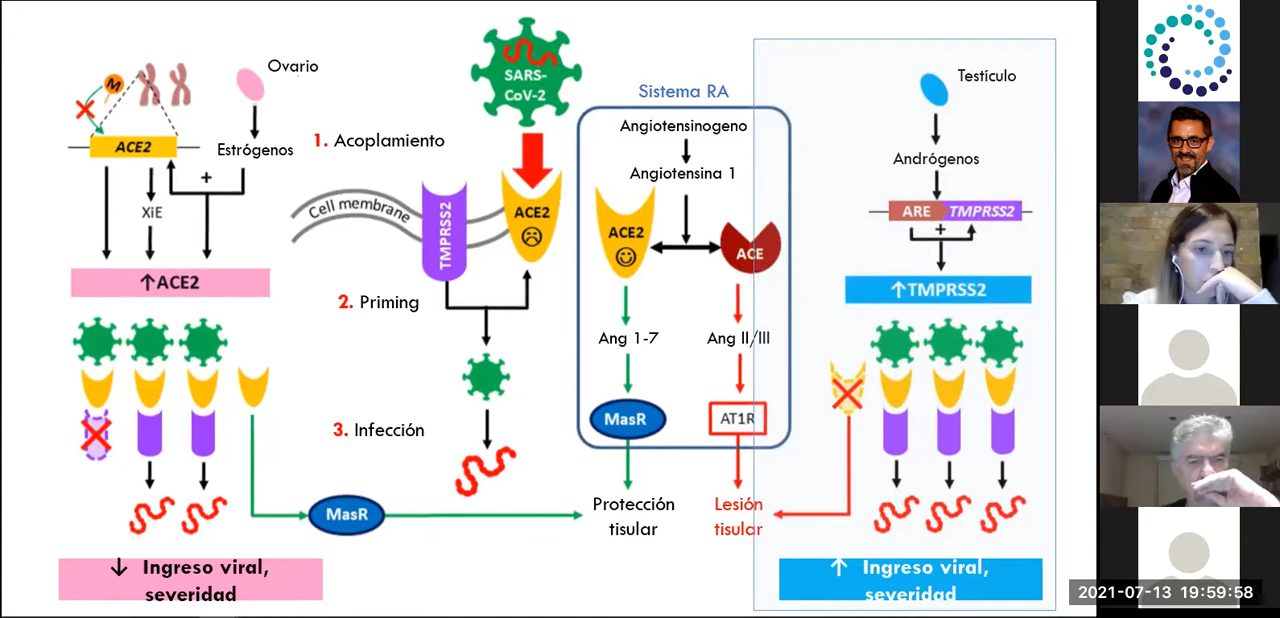 Ovario
M
ACE2
Estrógenos
+
XiE
↑ACE2
↓ Ingreso viral,
severidad
SARS-
CoV-2
1. Acoplamiento
Cell membrane
TMPRSS2
ACE2
2. Priming
3. Infección
MasR
Sistema RA
Angiotensinogeno
Angiotensina 1
ACE2
ACE
Ang 1-7
Ang II/III
MasR
AT1R
Protección
tisular
Lesión
tisular
Testículo
Andrógenos
ARE TMPRSS2
+
↑TMPRSS2
↑ Ingreso viral,
severidad
2021-07-13 19:59:58